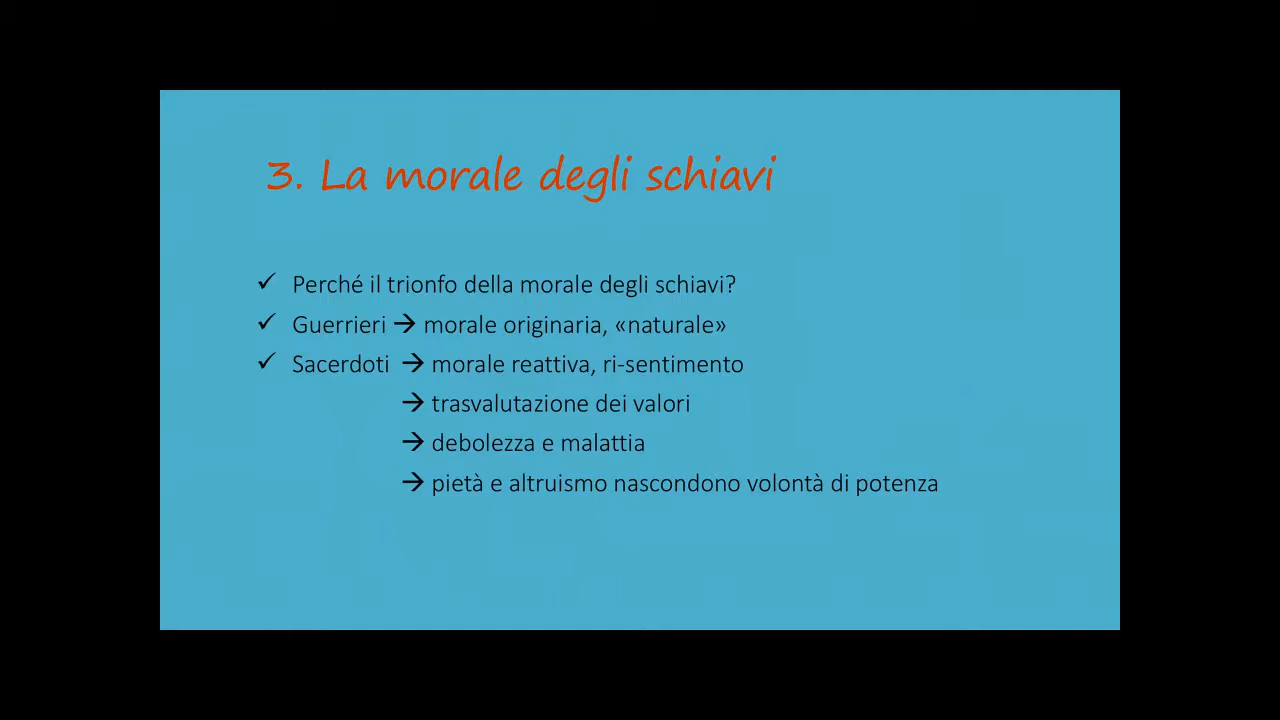 3. La morale degli schiavi
✓ Perché il trionfo della morale degli schiavi?
✓ Guerrieri → morale originaria, «naturale»
✓ Sacerdoti → morale reattiva, ri-sentimento
→ trasvalutazione dei valori
→ debolezza e malattia
→ pietà e altruismo nascondono volontà di potenza